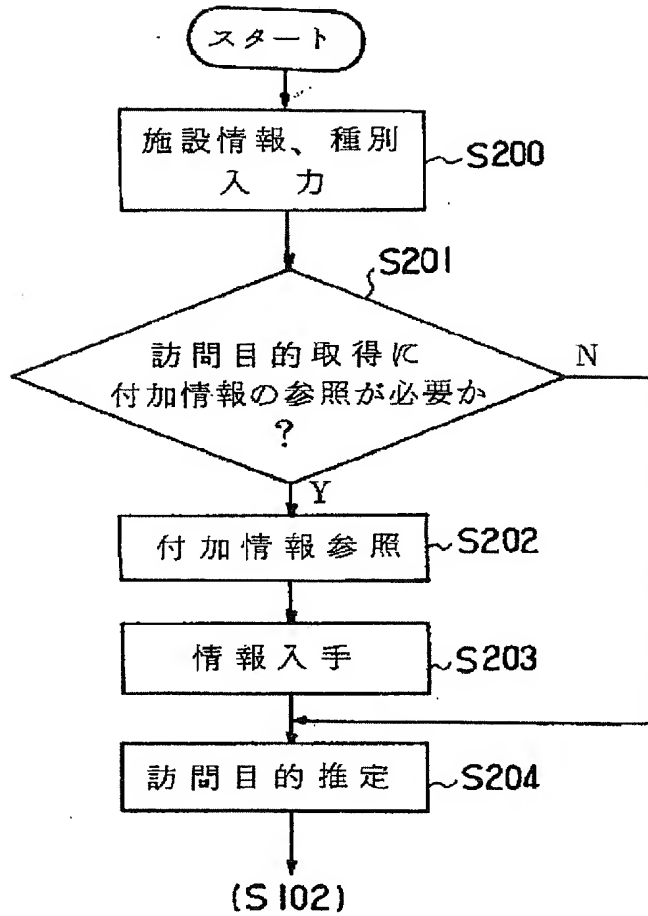 スタート
施設情報、種別
入力
S200
S201
訪問目的取得に
付加情報の参照が必要か
?
N
Y
付加情報参照
S202
情報入手
S203
訪問目的推定
S204
(S102)